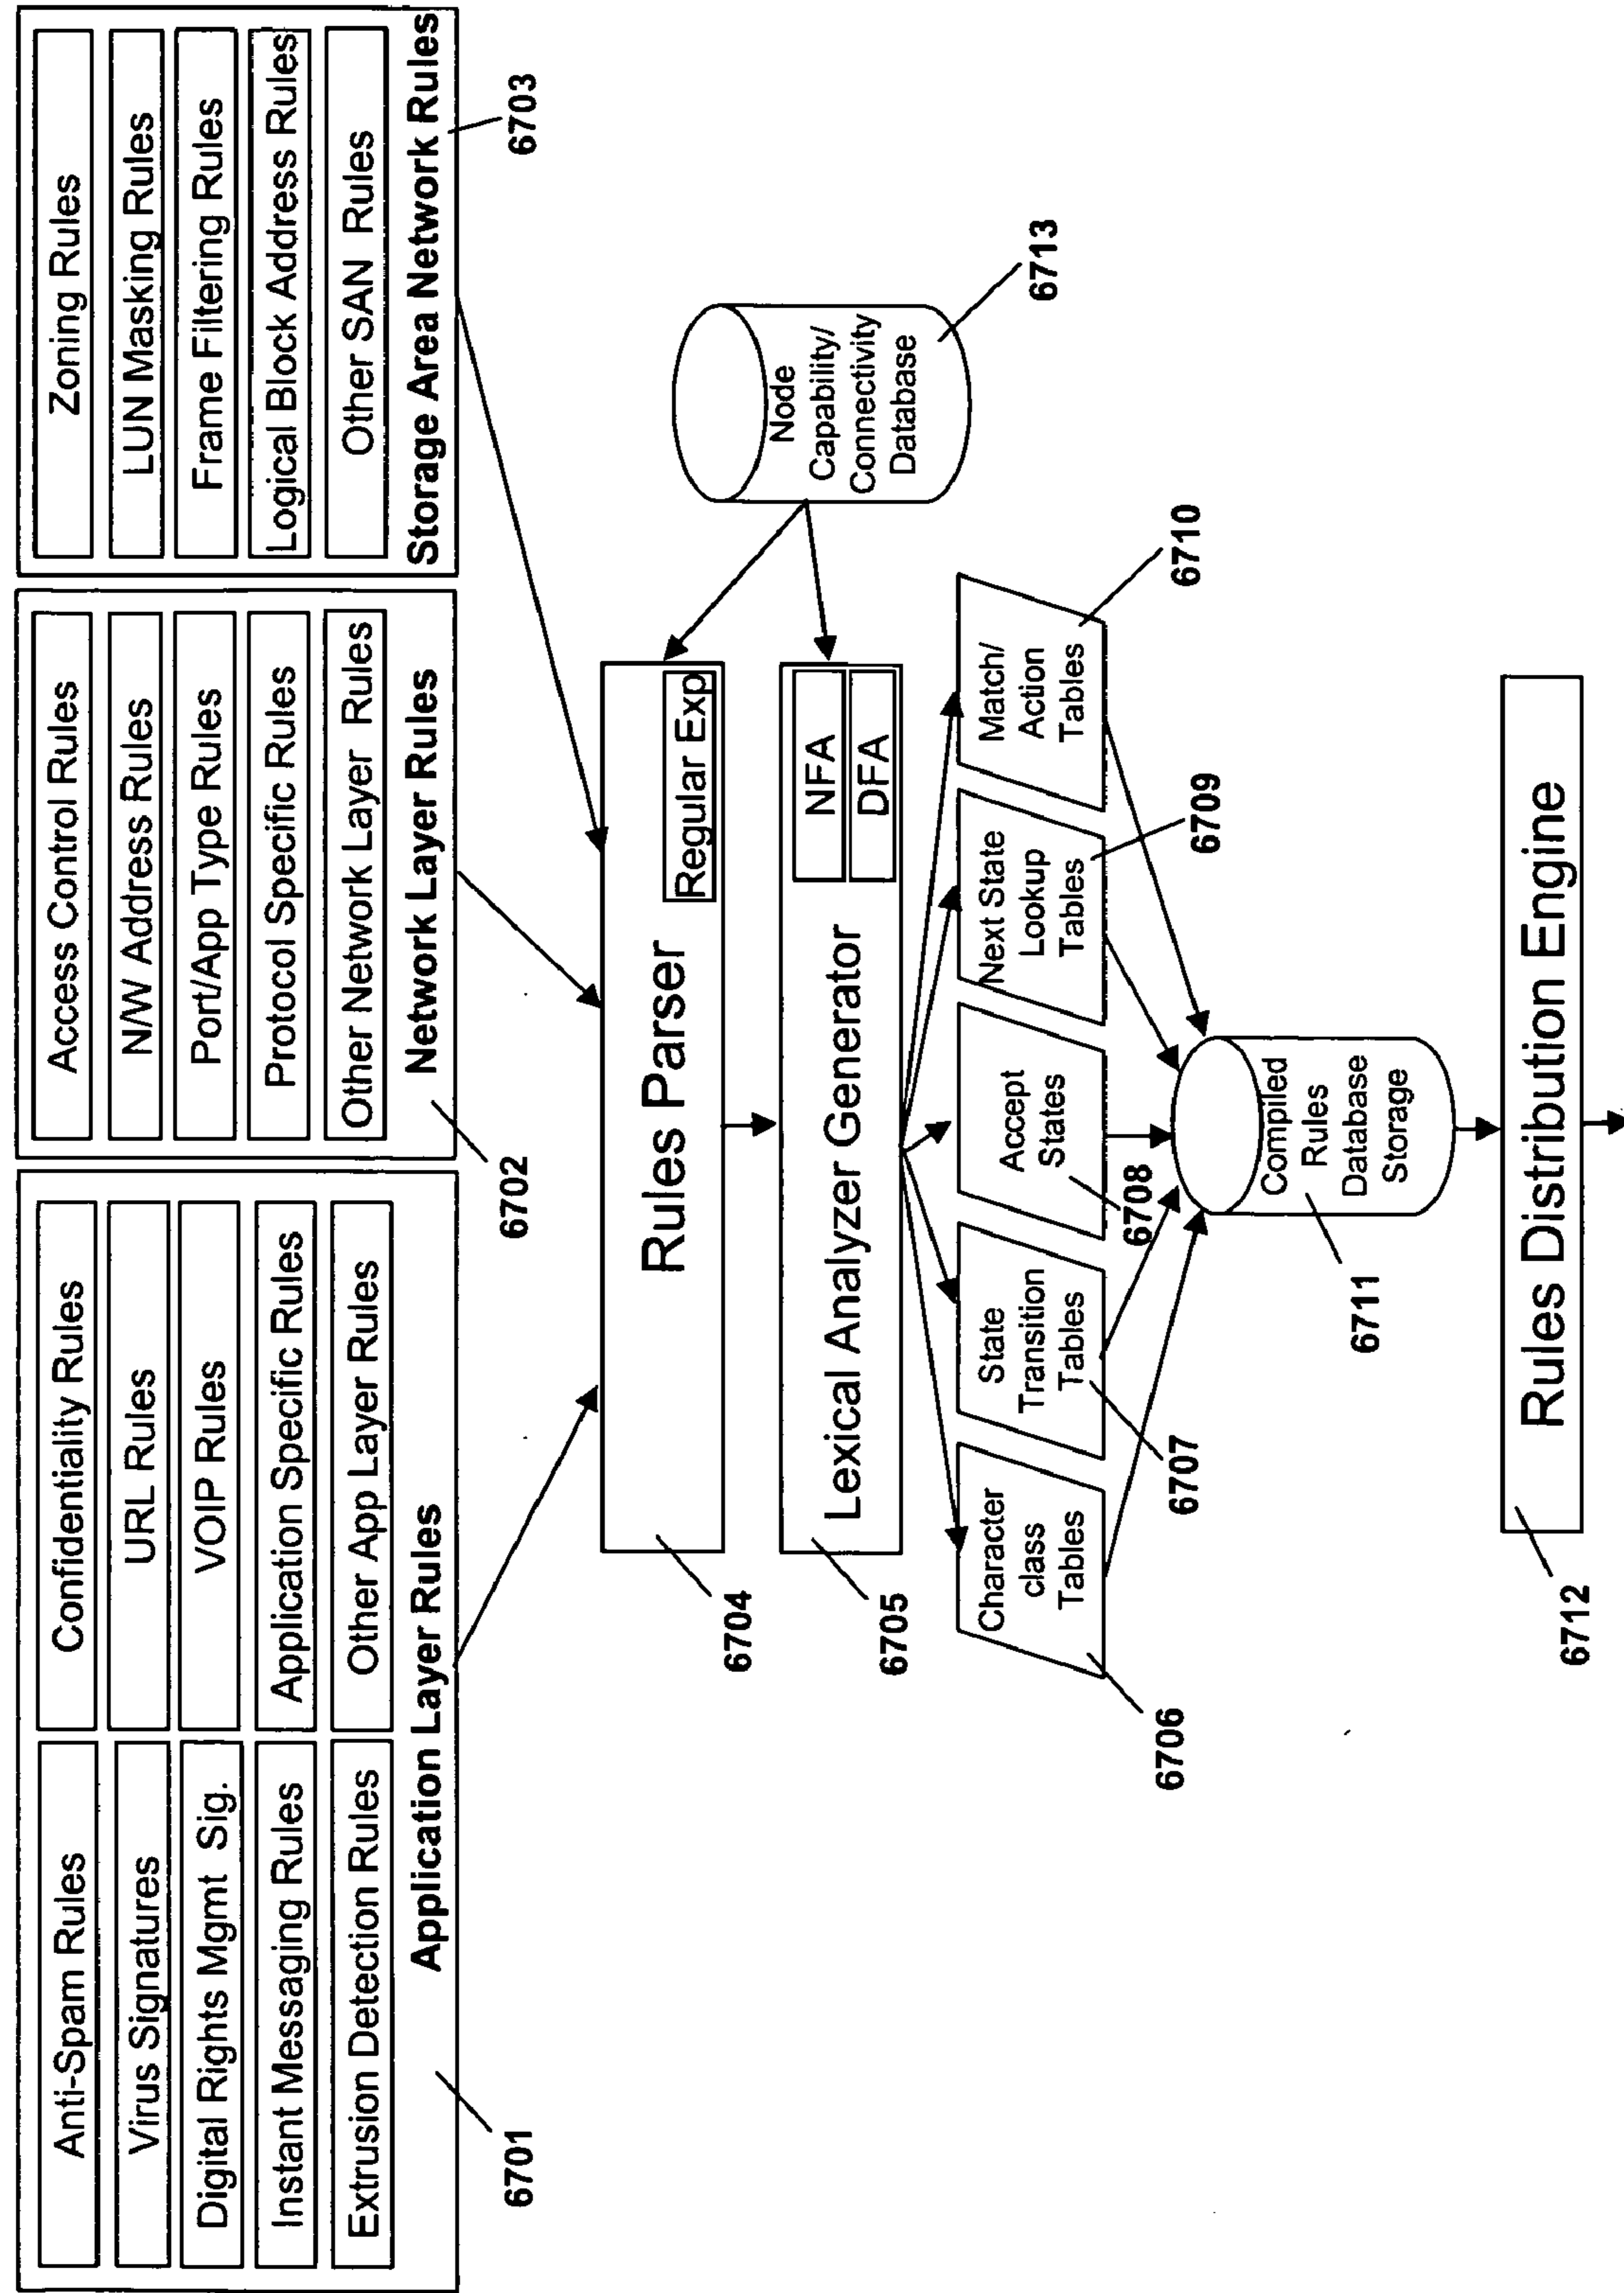 Anti-Spam Rules
Virus Signatures
Digital Rights Mgmt Sig.
Instant Messaging Rules
Extrusion Detection Rules
Confidentiality Rules
URL Rules
VOIP Rules
Application Specific Rules
Other App Layer Rules
Application Layer Rules
6701
Access Control Rules
N/W Address Rules
Port/App Type Rules
Protocol Specific Rules
Other Network Layer Rules
Network Layer Rules
6702
Zoning Rules
LUN Masking Rules
Frame Filtering Rules
Logical Block Address Rules
Other SAN Rules
Storage Area Network Rules
6703
Rules Parser
Regular Exp
6704
Node
Capability/
Connectivity
Database
6713
Lexical Analyzer Generator
NFA
DFA
6705
Character
class
Tables
6706
State
Transition
Tables
6707
Accept
States
6708
Next State
Lookup
Tables
6709
Match/
Action
Tables
6710
Compiled
Rules
Database
Storage
6711
Rules Distribution Engine
6712